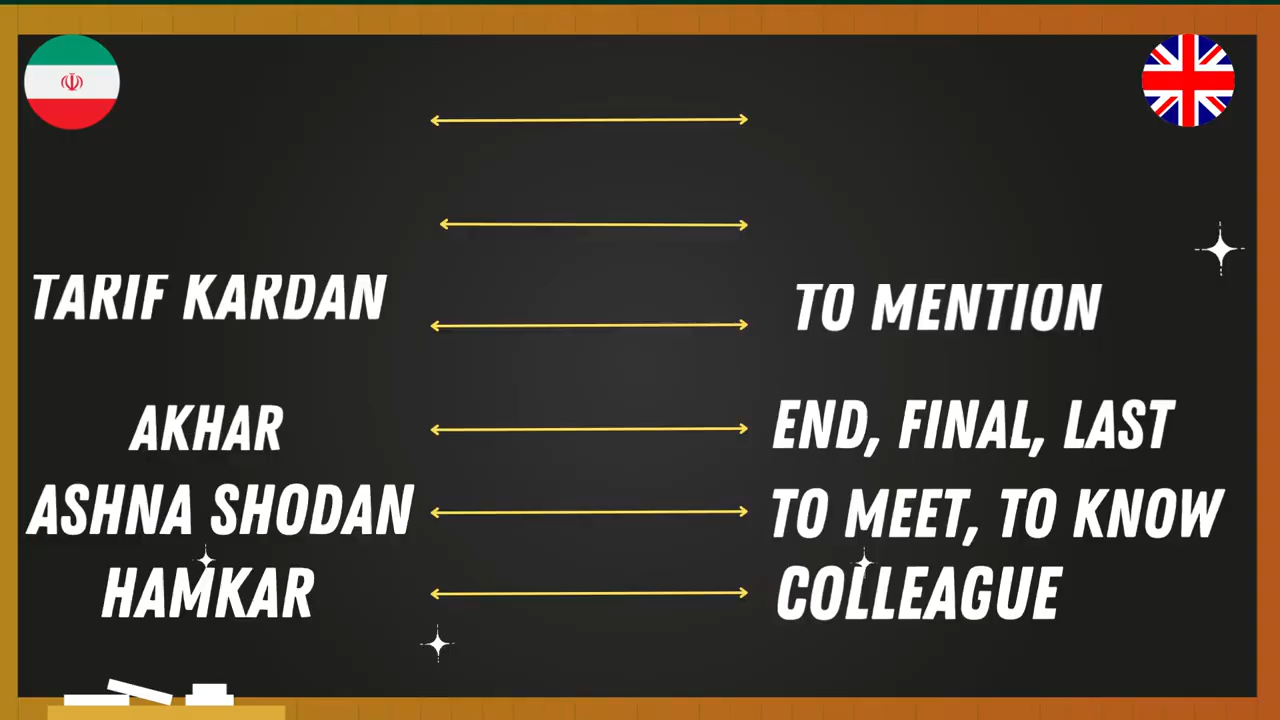 TARIF KARDAN
TO MENTION
AKHAR
END, FINAL, LAST
ASHNA SHODAN
TO MEET, TO KNOW
HAMKAR
COLLEAGUE